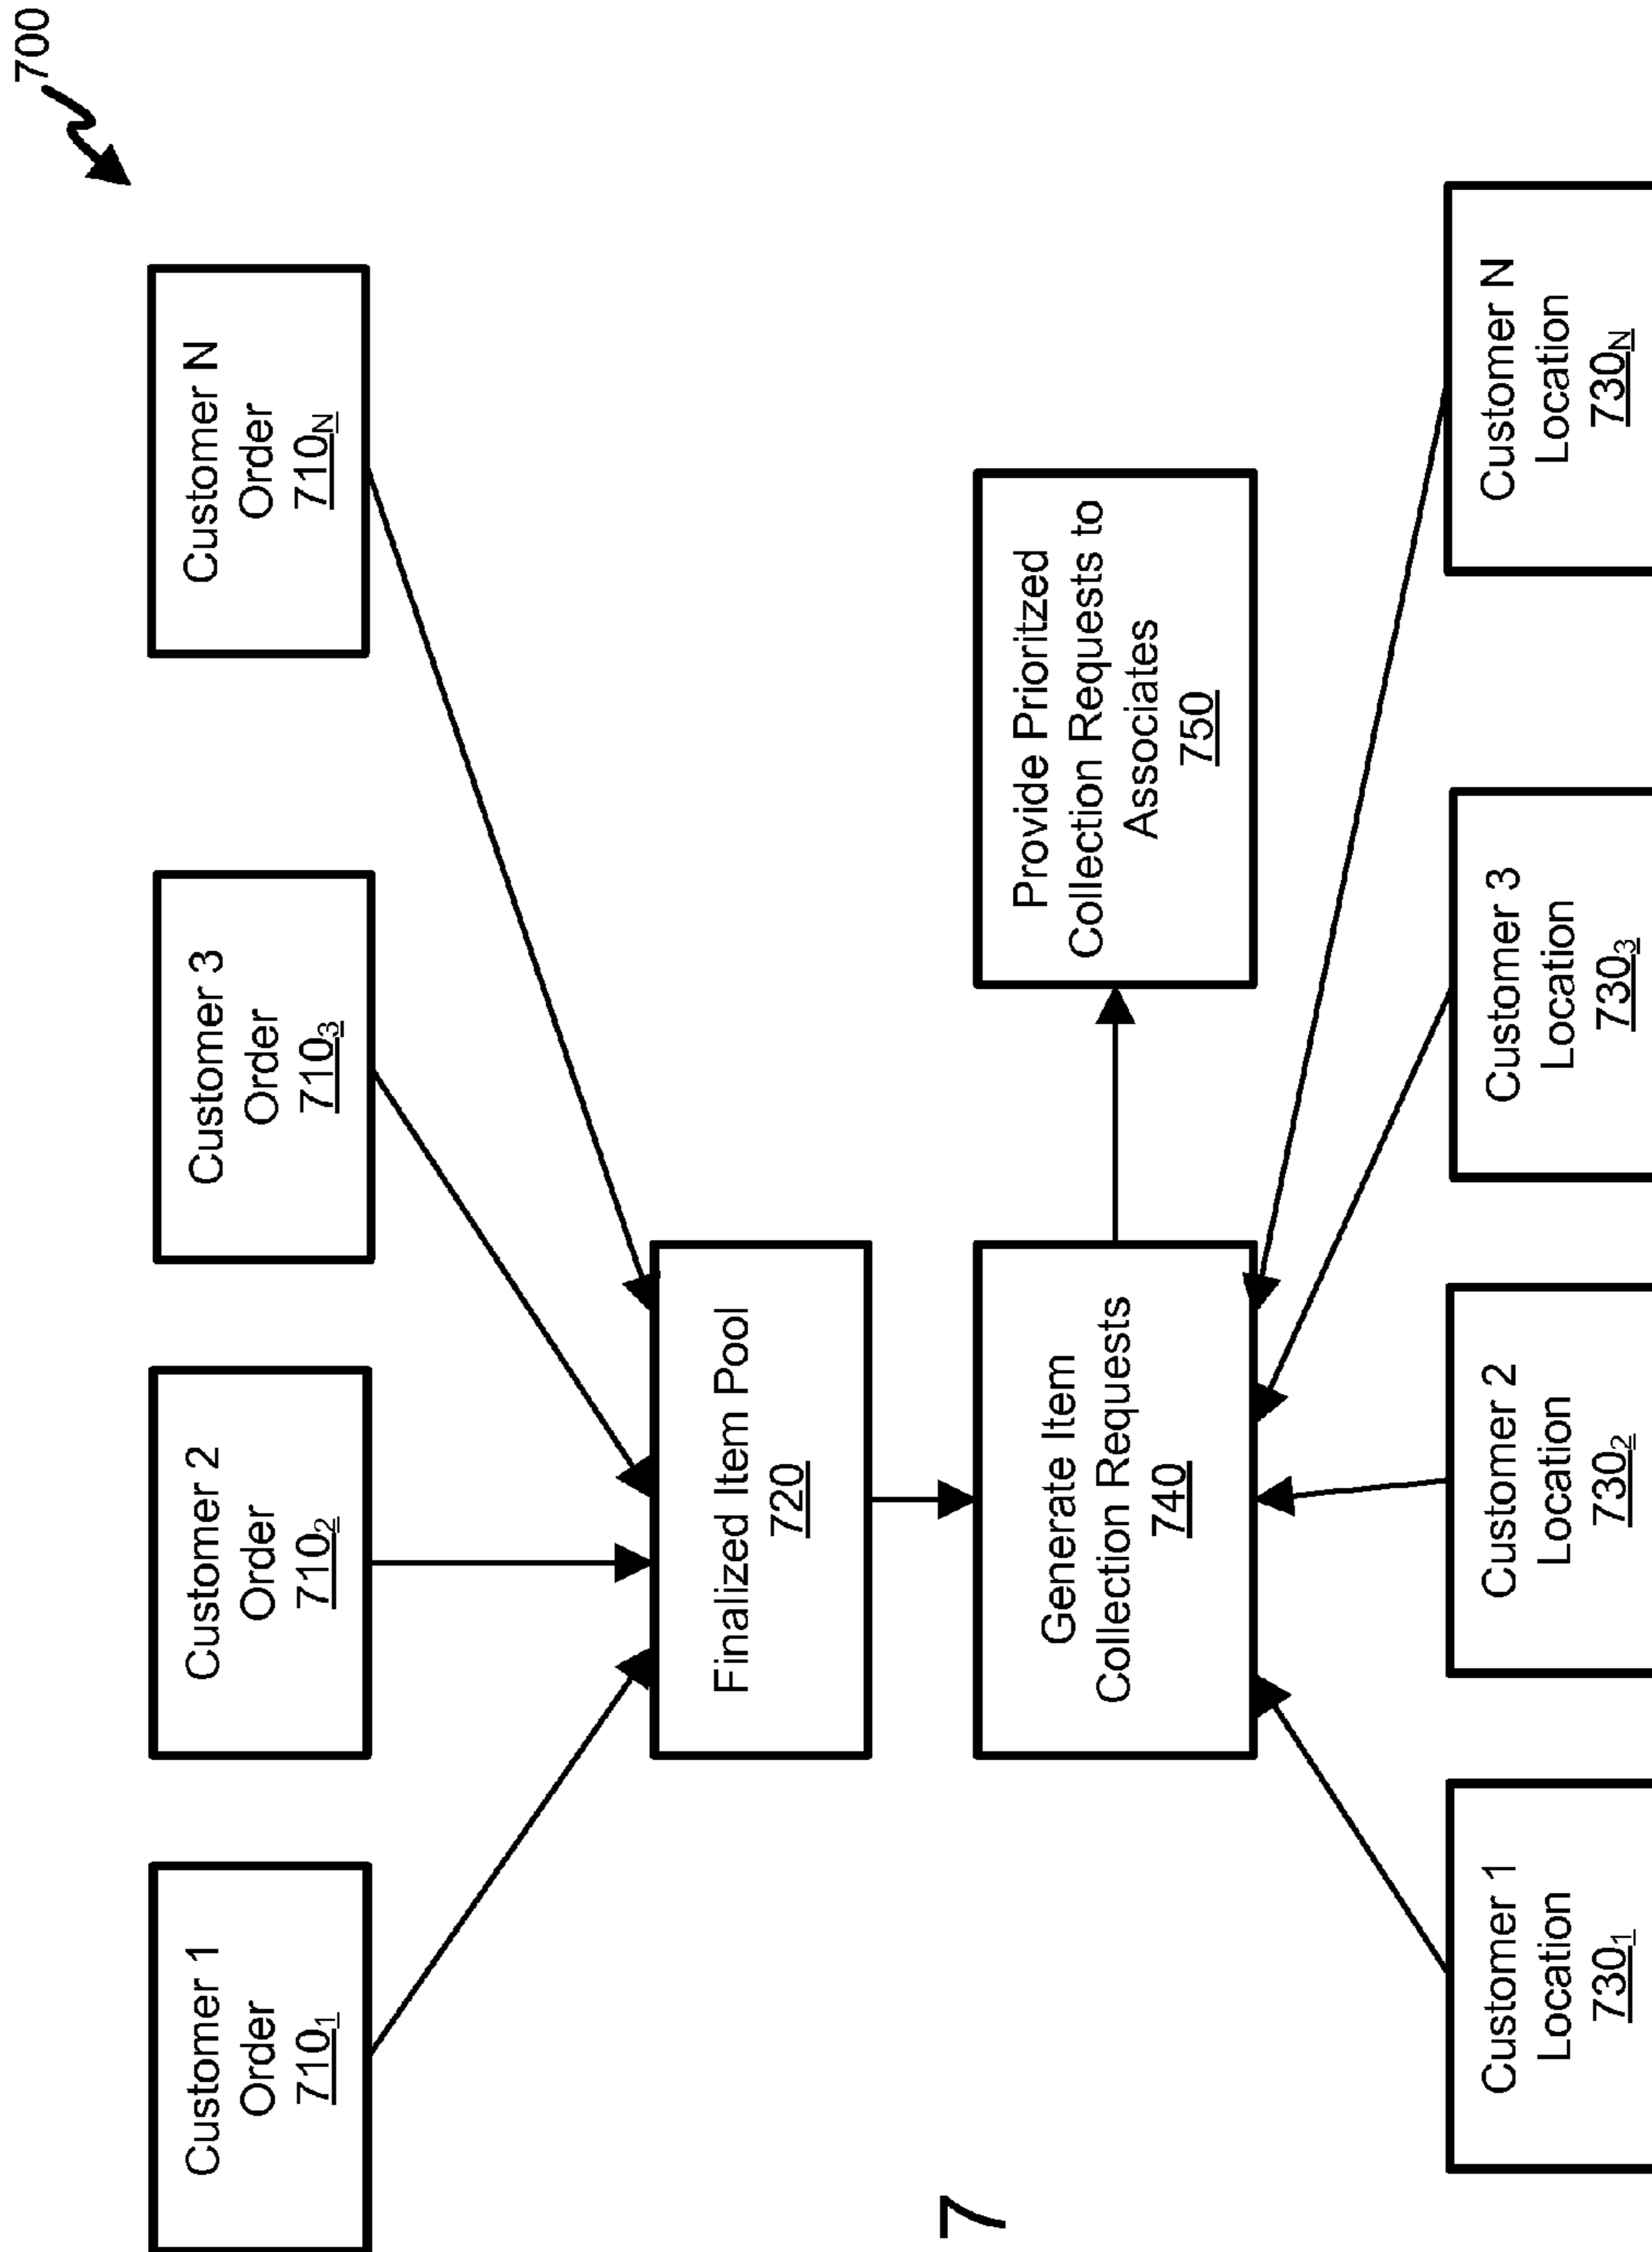 700
Customer 1
Order
710₁
Customer 2
Order
710₂
Customer 3
Order
710₃
Customer N
Order
710N
Finalized Item Pool
720
Generate Item
Collection Requests
740
Provide Prioritzed
Collection Requests to
Associates
750
Customer 1
Location
730₁
Customer 2
Location
730₂
Customer 3
Location
730₃
Customer N
Location
730N
7